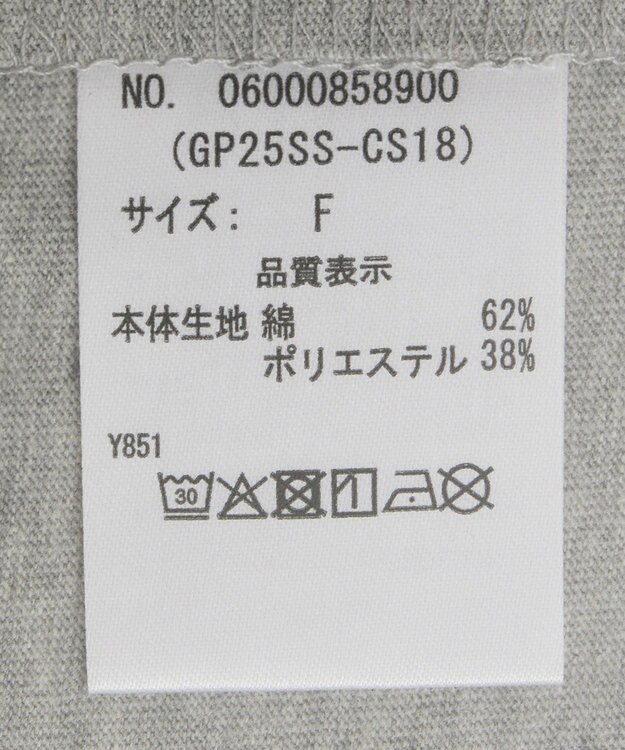 NO. 06000858900
(GP25SS-CS18)
サイズ: F
品質表示
本体生地 綿 62%
ポリエステル 38%
Y851
30